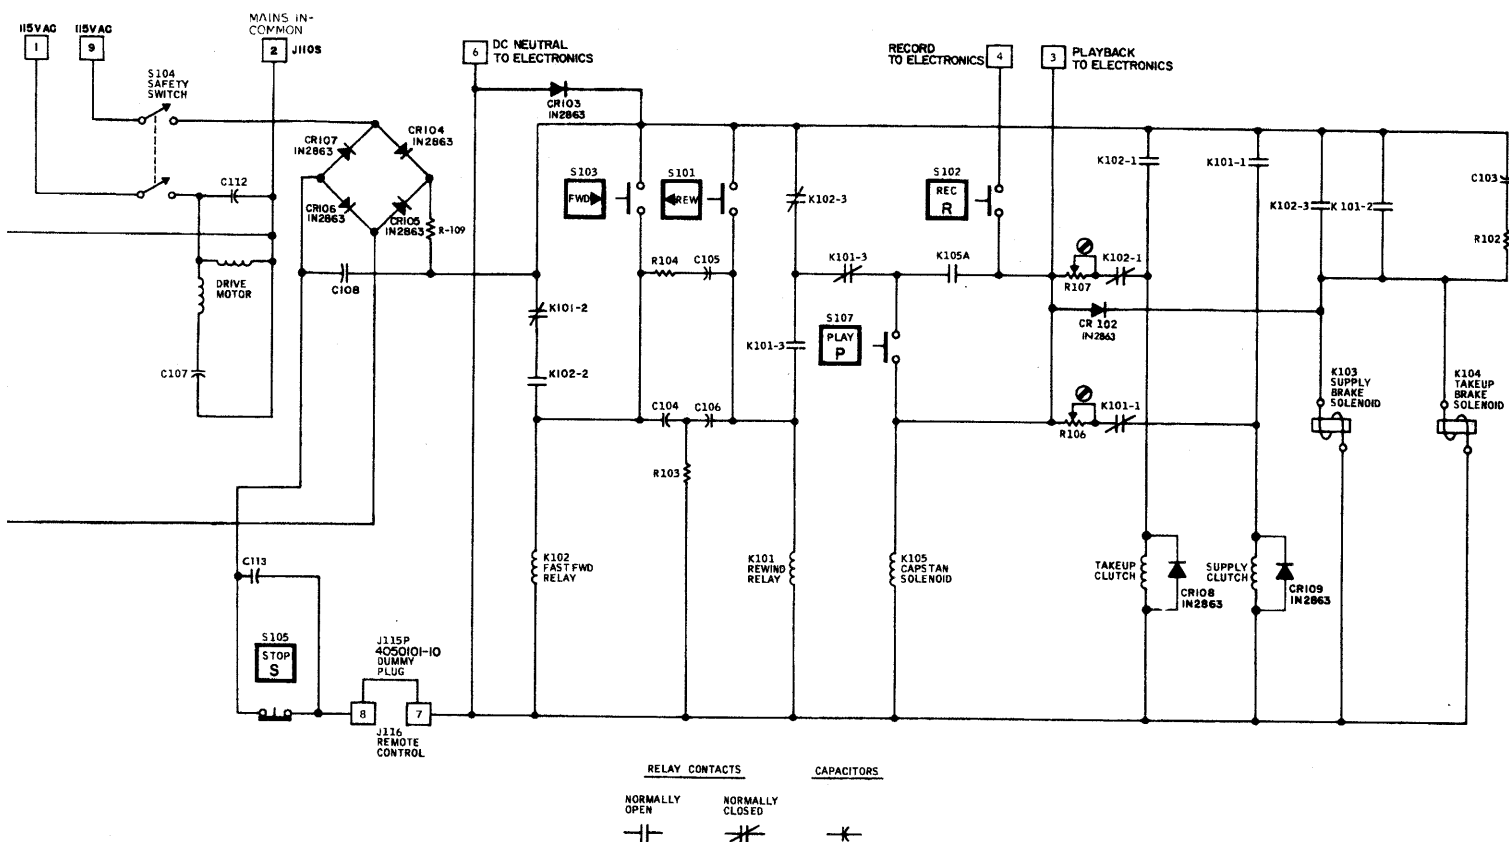 115VAC
1
115VAC
9
MAINS IN-
COMMON
2 J110S
S104
SAFETY
SWITCH
6
DC NEUTRAL
TO ELECTRONICS
RECORD
TO ELECTRONICS
4
3
PLAYBACK
TO ELECTRONICS
CR103
IN2863
CR107
IN2863
CR104
IN2863
CR106
IN2863
CR105
IN2863
R-109
C112
S103
FWD
S101
REW
K102-3
S102
REC
R
K102-1
K101-1
K102-3
K101-2
C103
R102
DRIVE
MOTOR
C108
R104
C105
K101-3
K105A
R107
K102-1
CR 102
IN2863
K101-2
K101-3
S107
PLAY
P
C107
K102-2
C104
C106
R103
R106
K101-1
K103
SUPPLY
BRAKE
SOLENOID
K104
TAKEUP
BRAKE
SOLENOID
C113
K102
FAST FWD
RELAY
K101
REWIND
RELAY
K105
CAPSTAN
SOLENOID
TAKEUP
CLUTCH
CR108
IN2863
SUPPLY
CLUTCH
CR109
IN2863
S105
STOP
S
J115P
4050101-10
DUMMY
PLUG
8
7
J116
REMOTE
CONTROL
RELAY CONTACTS
CAPACITORS
NORMALLY
OPEN
NORMALLY
CLOSED